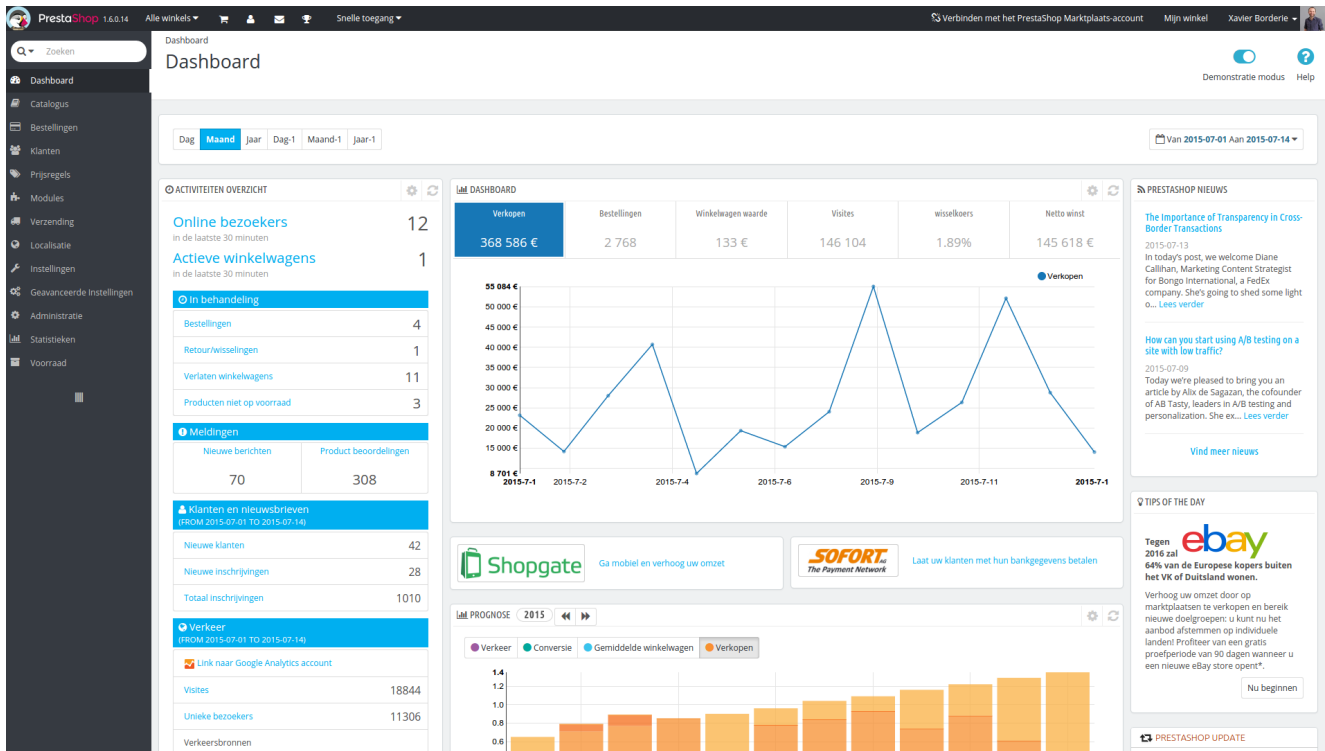 PrestaShop 1.6.0.14 Alle winkels Snelle toegang Verbinden met het PrestaShop Marktplaats-account Mijn winkel Xavier Borderie
Zoeken
Dashboard
Catalogus
Bestellingen
Klanten
Prijsregels
Modules
Verzending
Localisatie
Instellingen
Geavanceerde Instellingen
Administratie
Statistieken
Voorraad
Dashboard
Dashboard
Demonstratie modus Help
Dag Maand Jaar Dag-1 Maand-1 Jaar-1
Van 2015-07-01 Aan 2015-07-14
ACTIVITEITEN OVERZICHT
Online bezoekers 12
in de laatste 30 minuten
Actieve winkelwagens 1
in de laatste 30 minuten
In behandeling
Bestellingen 4
Retour/wisselingen 1
Verlaten winkelwagens 11
Producten niet op voorraad 3
Meldingen
Nieuwe berichten Product beoordelingen
70 308
Klanten en nieuwsbrieven
(FROM 2015-07-01 TO 2015-07-14)
Nieuwe klanten 42
Nieuwe inschrijvingen 28
Totaal inschrijvingen 1010
Verkeer
(FROM 2015-07-01 TO 2015-07-14)
Link naar Google Analytics account
Visites 18844
Unieke bezoekers 11306
Verkeersbronnen
DASHBOARD
Verkopen Bestellingen Winkelwagen waarde Visites wisselkoers Netto winst
368 586 € 2 768 133 € 146 104 1.89% 145 618 €
Verkopen
55 084 €
50 000 €
45 000 €
40 000 €
35 000 €
30 000 €
25 000 €
20 000 €
15 000 €
8 701 €
2015-7-1 2015-7-2 2015-7-4 2015-7-6 2015-7-9 2015-7-11 2015-7-1
Shopgate Ga mobiel en verhoog uw omzet
SOFORT AG
The Payment Network
Laat uw klanten met hun bankgegevens betalen
PROGNOSE 2015
Verkeer Conversie Gemiddelde winkelwagen Verkopen
1.4
1.2
1.0
0.8
0.6
PRESTASHOP NIEUWS
The Importance of Transparency in Cross-
Border Transactions
2015-07-13
In today's post, we welcome Diane
Callihan, Marketing Content Strategist
for Bongo International, a FedEx
company. She's going to shed some light
o... Lees verder
How can you start using A/B testing on a
site with low traffic?
2015-07-09
Today we're pleased to bring you an
article by Alix de Sagazan, the cofounder
of AB Tasty, leaders in A/B testing and
personalization. She ex... Lees verder
Vind meer nieuws
TIPS OF THE DAY
ebay
Tegen
2016 zal
64% van de Europese kopers buiten
het VK of Duitsland wonen.
Verhoog uw omzet door op
marktplaatsen te verkopen en bereik
nieuwe doelgroepen: u kunt nu het
aanbod afstemmen op individuele
landen! Profiteer van een gratis
proefperiode van 90 dagen wanneer u
een nieuwe eBay store opent*.
Nu beginnen
PRESTASHOP UPDATE